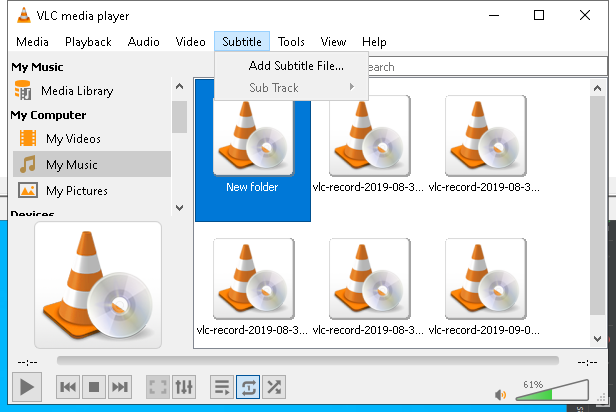 VLC media player
Media Playback Audio Video Subtitle Tools View Help
My Music
Media Library
My Computer
My Videos
My Music
My Pictures
Devices
Add Subtitle File...
Sub Track
earch
New folder
vlc-record-2019-08-3...
vlc-record-2019-08-3...
vlc-record-2019-08-3...
vlc-record-2019-08-3...
vlc-record-2019-09-0...
--:--
--:--
61%